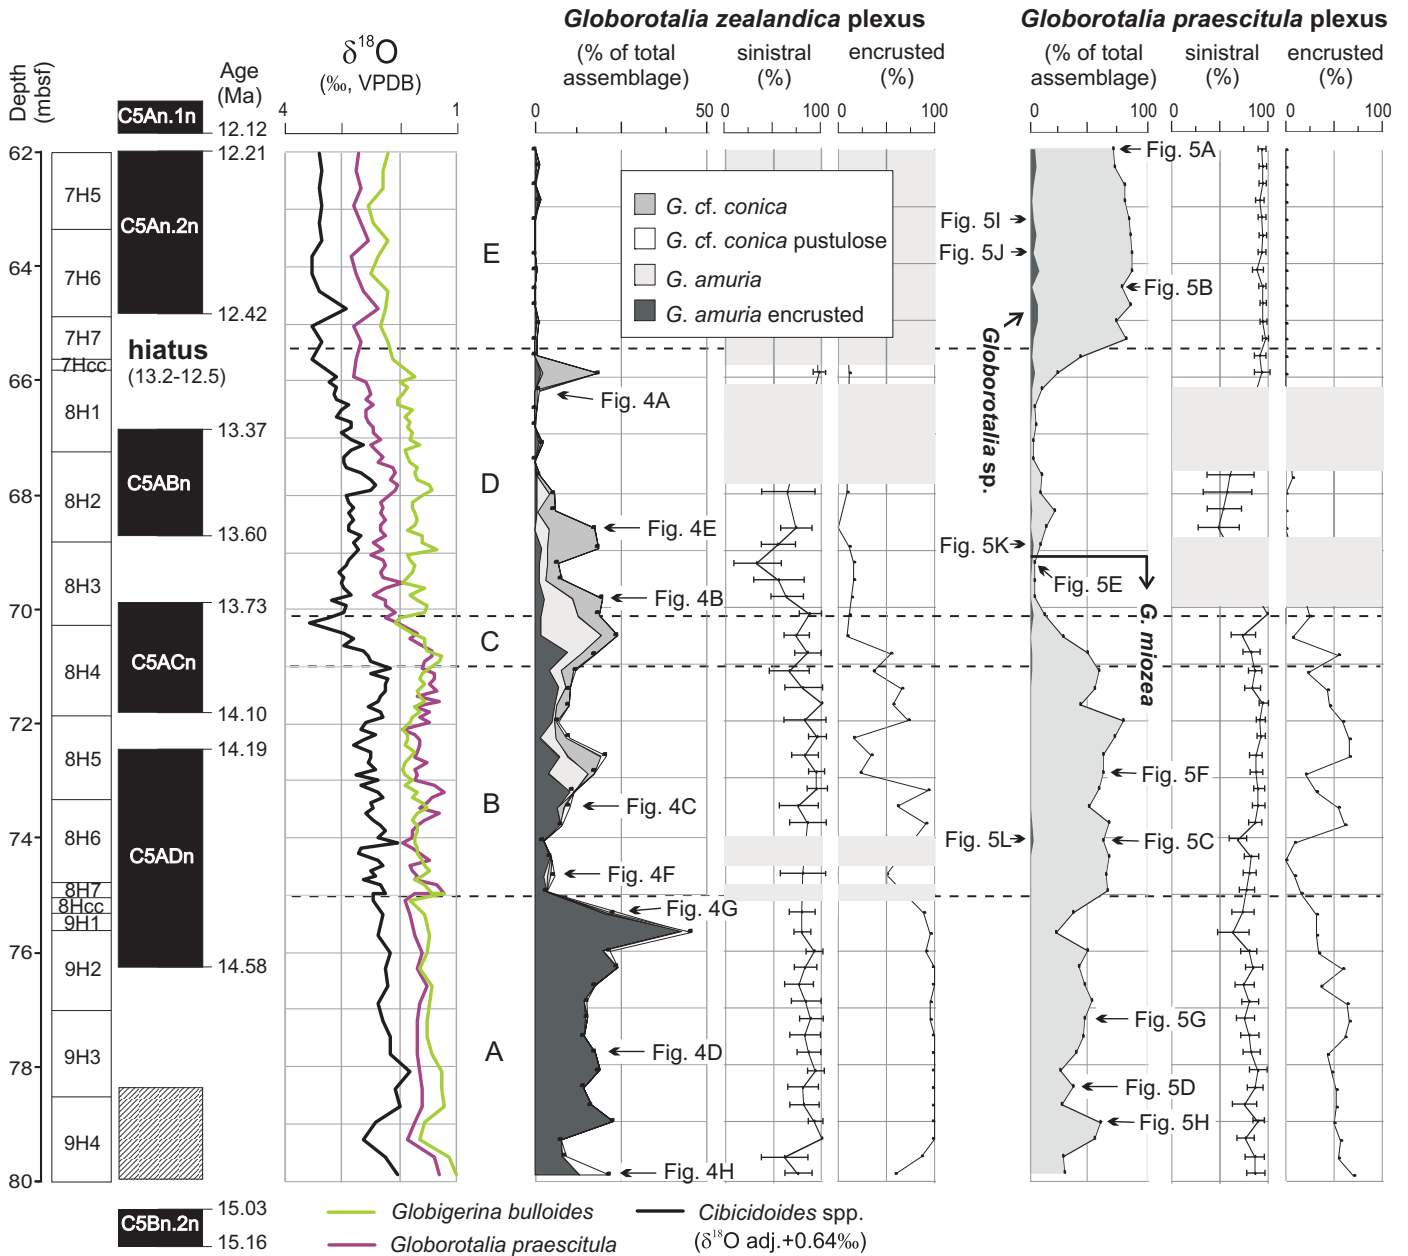 Globorotalia zealandica plexus
Globorotalia praescitula plexus
Depth
(mbsf)
Age
(Ma)
δ18O
(‰, VPDB)
4
1
(% of total
assemblage)
0
50
sinistral
(%)
0
100
encrusted
(%)
0
100
(% of total
assemblage)
0
100
sinistral
(%)
0
100
encrusted
(%)
0
100
62
64
66
68
70
72
74
76
78
80
7H5
7H6
7H7
7Hcc
8H1
8H2
8H3
8H4
8H5
8H6
8H7
8Hcc
9H1
9H2
9H3
9H4
C5An.1n
C5An.2n
hiatus
(13.2-12.5)
C5ABn
C5ACn
C5ADn
C5Bn.2n
12.12
12.21
12.42
13.37
13.60
13.73
14.10
14.19
14.58
15.03
15.16
E
D
C
B
A
G. cf. conica
G. cf. conica pustulose
G. amuria
G. amuria encrusted
Fig. 4A
Fig. 4E
Fig. 4B
Fig. 4C
Fig. 4F
Fig. 4G
Fig. 4D
Fig. 4H
Fig. 5A
Fig. 5I
Fig. 5J
Fig. 5B
Globorotalia sp.
Fig. 5K
Fig. 5E
G. miozea
Fig. 5F
Fig. 5L
Fig. 5C
Fig. 5G
Fig. 5D
Fig. 5H
Globigerina bulloides
Globorotalia praescitula
Cibicidoides spp.
(δ18O adj.+0.64‰)